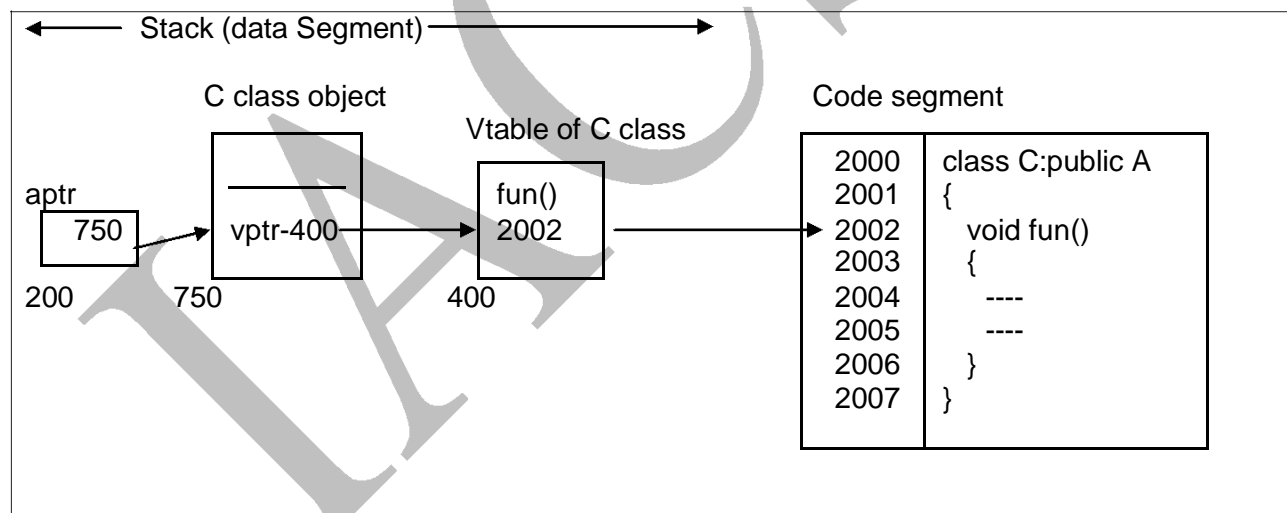 Stack (data Segment)
C class object
Code segment
Vtable of C class
aptr
750
vptr-400
fun()
2002
200
750
400
2000 class C:public A
2001 {
2002 void fun()
2003 {
2004 ----
2005 ----
2006 }
2007 }